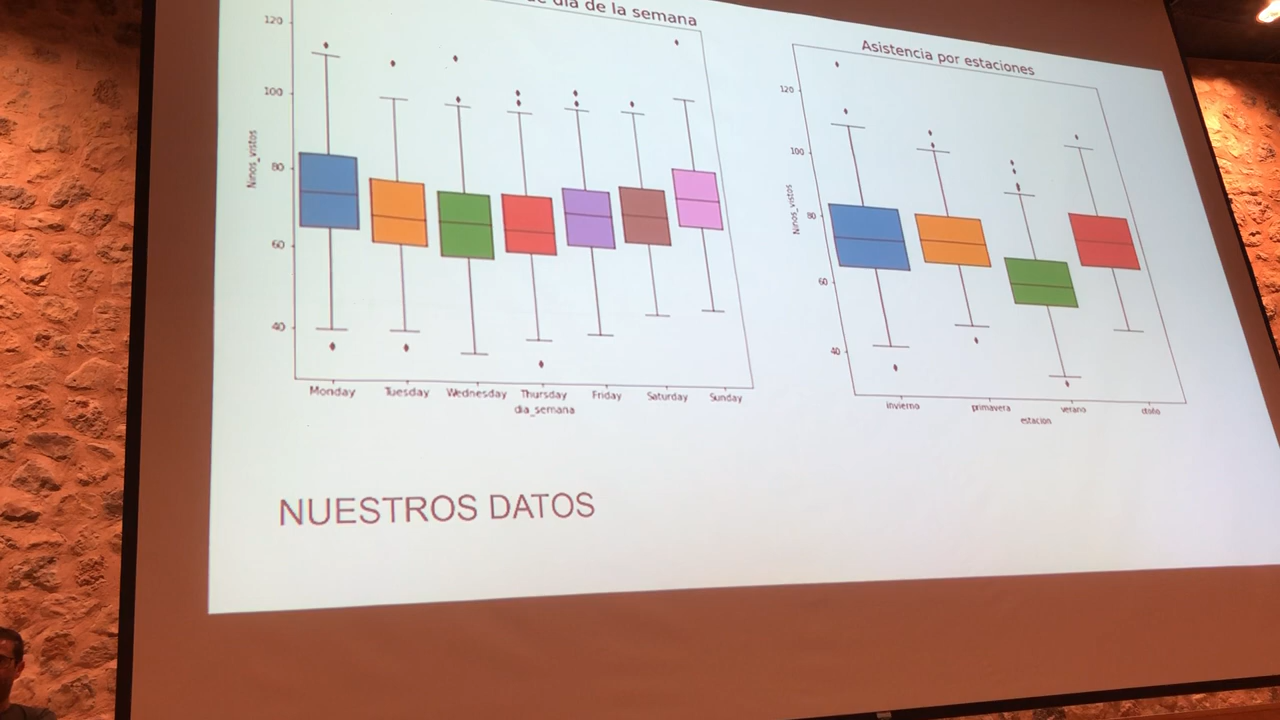 de dia de la semana
120
100
80
60
40
Ninos_vistos
Monday Tuesday Wednesday Thursday Friday Saturday Sunday
dia_semana
Asistencia por estaciones
120
100
80
60
40
Ninos_vistos
invierno primavera verano otoño
estacion
NUESTROS DATOS